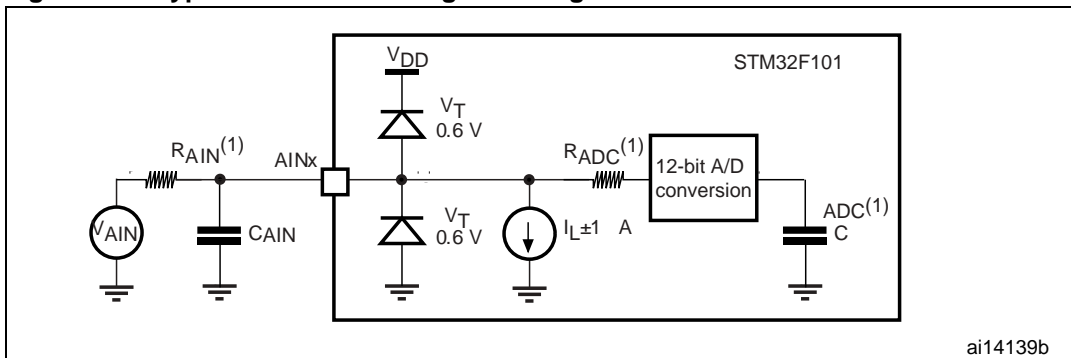 VDD
STM32F101
VT
0.6 V
RAIN(1)
AINx
RADC(1)
12-bit A/D
conversion
VAIN
CAIN
VT
0.6 V
IL±1 A
ADC(1)
C
ai14139b